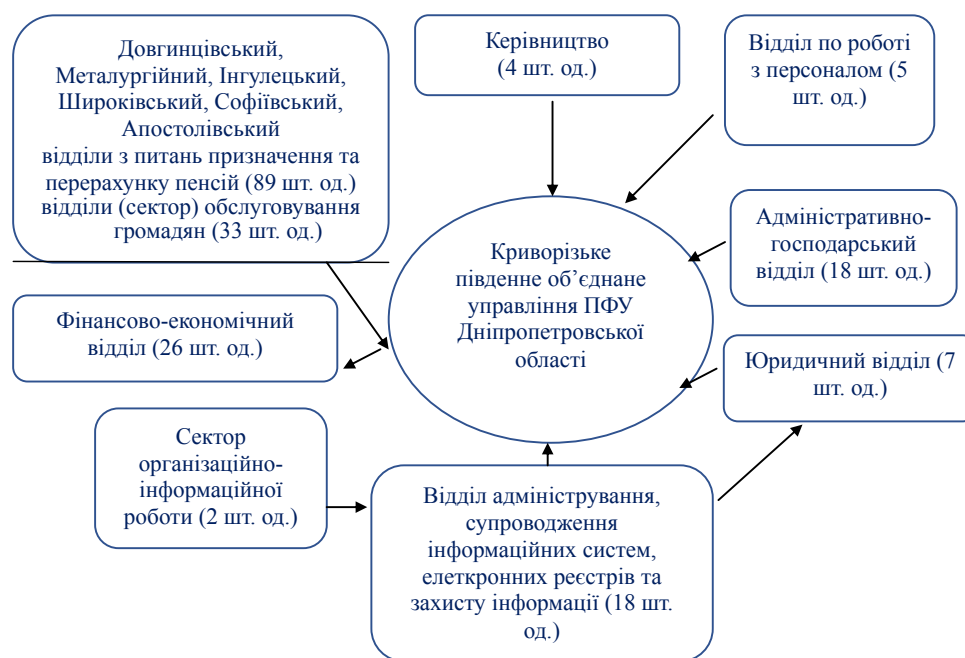 Довгинцівський,
Металургійний, Інгулецький,
Широківський, Софіївський,
Апостолівський
відділи з питань призначення та
перерахунку пенсій (89 шт. од.)
відділи (сектор) обслуговування
громадян (33 шт. од.)
Керівництво
(4 шт. од.)
Відділ по роботі
з персоналом (5
шт. од.)
Адміністративно-
господарський
відділ (18 шт. од.)
Криворізьке
південне об’єднане
управління ПФУ
Дніпропетровської
області
Фінансово-економічний
відділ (26 шт. од.)
Юридичний відділ (7
шт. од.)
Сектор
організаційно-
інформаційної
роботи (2 шт. од.)
Відділ адміністрування,
супроводження
інформаційних систем,
елеткронних реєстрів та
захисту інформації (18 шт.
од.)